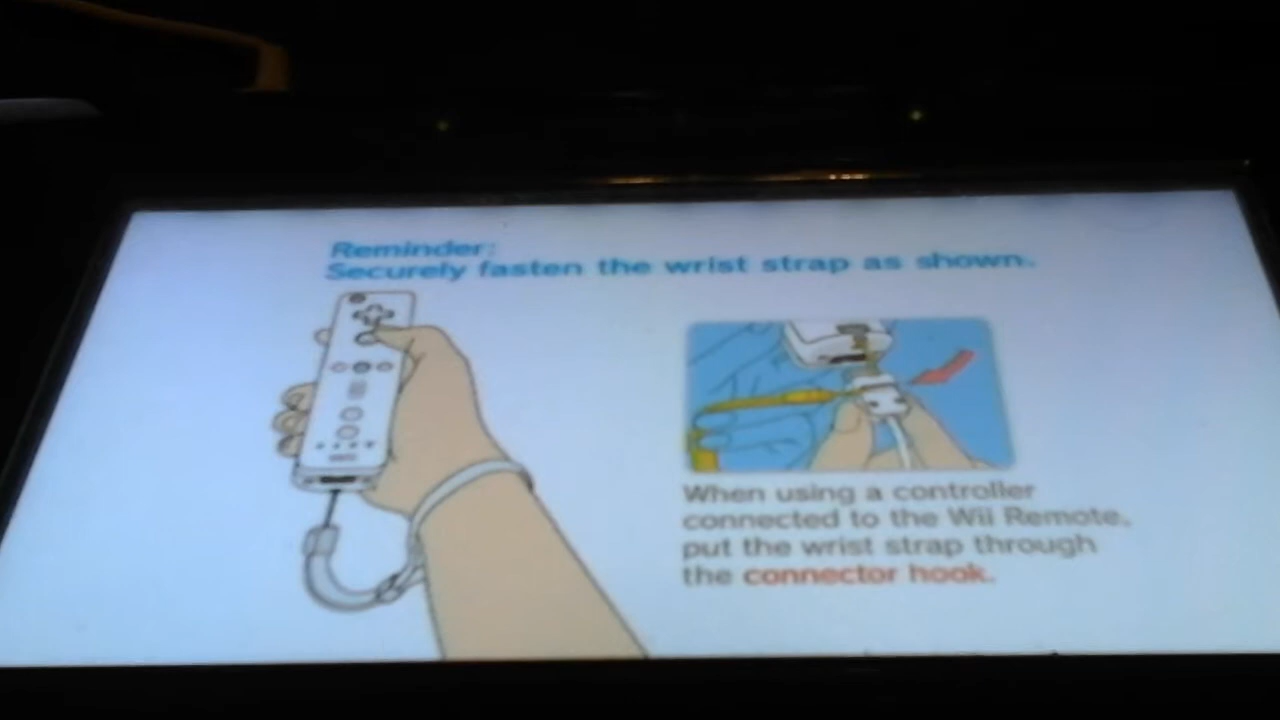 Reminder:
Securely fasten the wrist strap as shown.
When using a controller
connected to the Wii Remote,
put the wrist strap through
the connector hook.